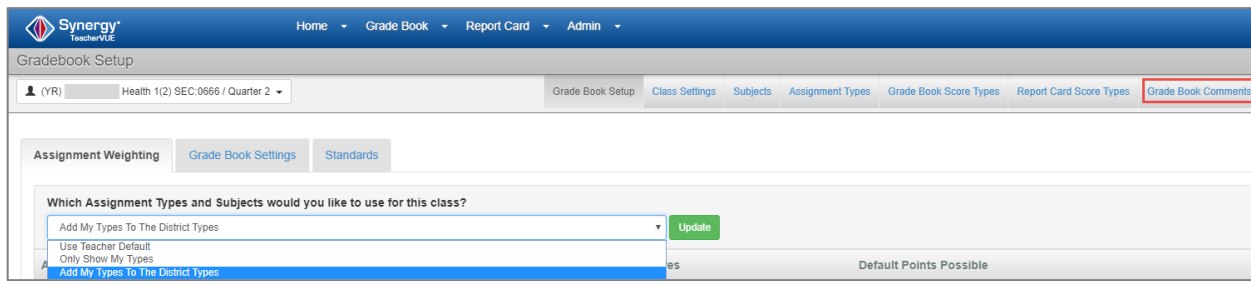 Synergy
TeacherVUE
Home Grade Book Report Card Admin
Gradebook Setup
(YR) Health 1(2) SEC:0666 / Quarter 2
Grade Book Setup Class Settings Subjects Assignment Types Grade Book Score Types Report Card Score Types Grade Book Comments
Assignment Weighting Grade Book Settings Standards
Which Assignment Types and Subjects would you like to use for this class?
Add My Types To The District Types Update
Use Teacher Default
Only Show My Types
Add My Types To The District Types
Default Points Possible